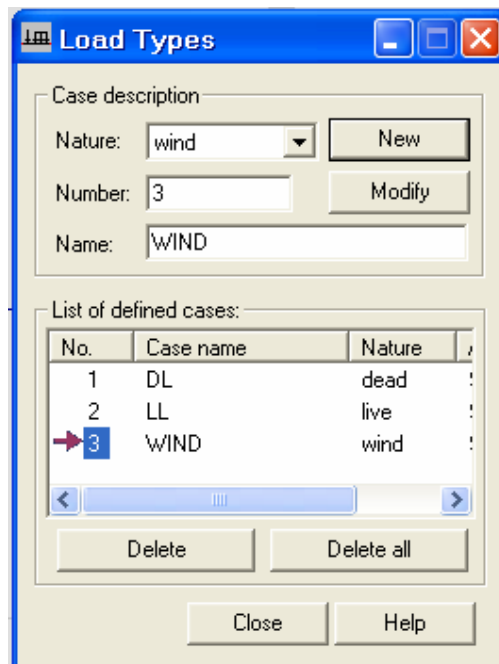 Load Types
Case description
Nature: wind New
Number: 3 Modify
Name: WIND
List of defined cases:
No. Case name Nature
1 DL dead
2 LL live
3 WIND wind
Delete Delete all
Close Help